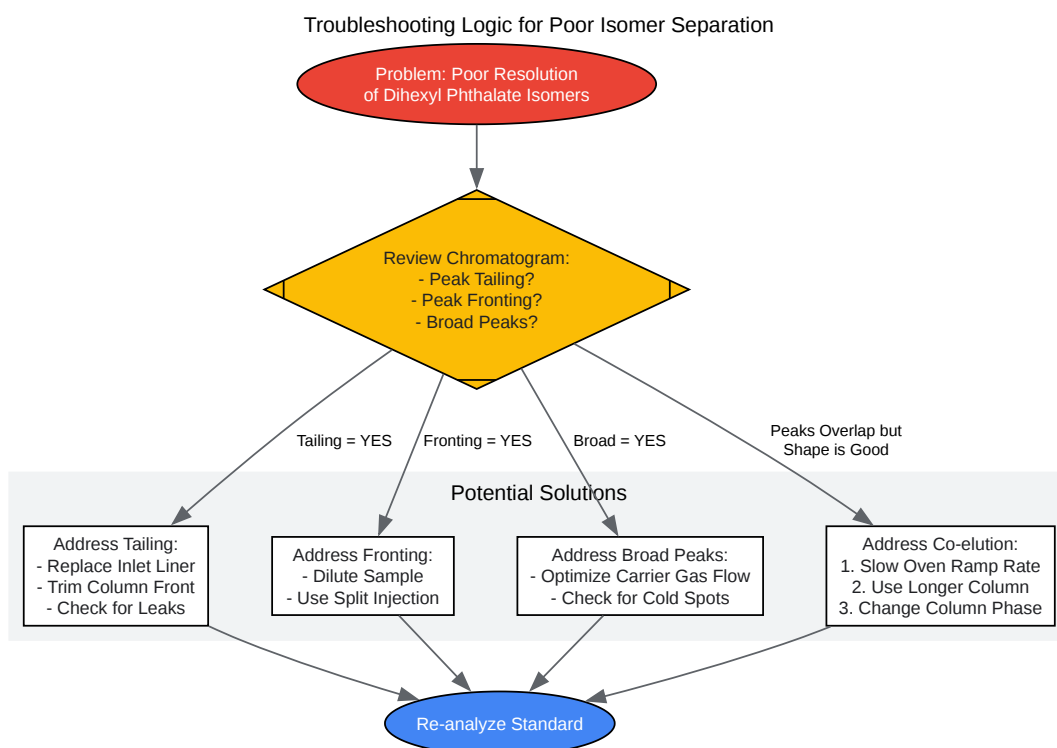 Troubleshooting Logic for Poor Isomer Separation
Problem: Poor Resolution
of Dihexyl Phthalate Isomers
Review Chromatogram:
- Peak Tailing?
- Peak Fronting?
- Broad Peaks?
Tailing = YES
Fronting = YES
Broad = YES
Peaks Overlap but
Shape is Good
Potential Solutions
Address Tailing:
- Replace Inlet Liner
- Trim Column Front
- Check for Leaks
Address Fronting:
- Dilute Sample
- Use Split Injection
Address Broad Peaks:
- Optimize Carrier Gas Flow
- Check for Cold Spots
Address Co-elution:
1. Slow Oven Ramp Rate
2. Use Longer Column
3. Change Column Phase
Re-analyze Standard